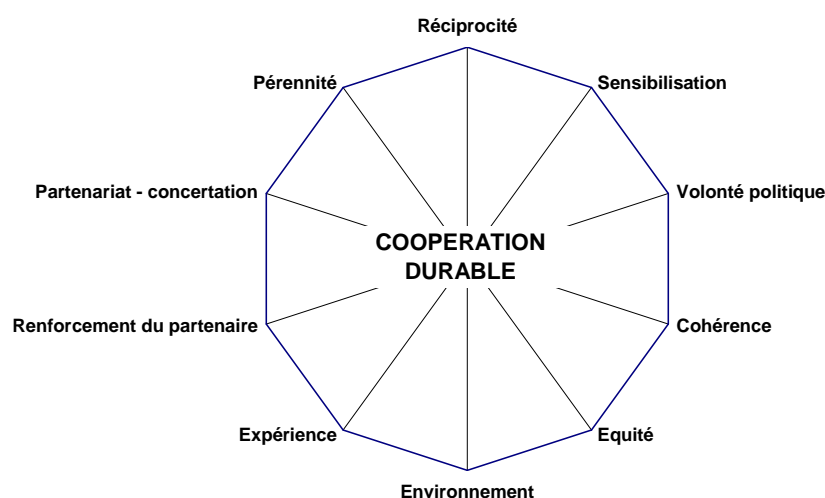 Réciprocité
Pérennité
Sensibilisation
Partenariat - concertation
Volonté politique
COOPERATION
DURABLE
Renforcement du partenaire
Cohérence
Expérience
Equité
Environnement